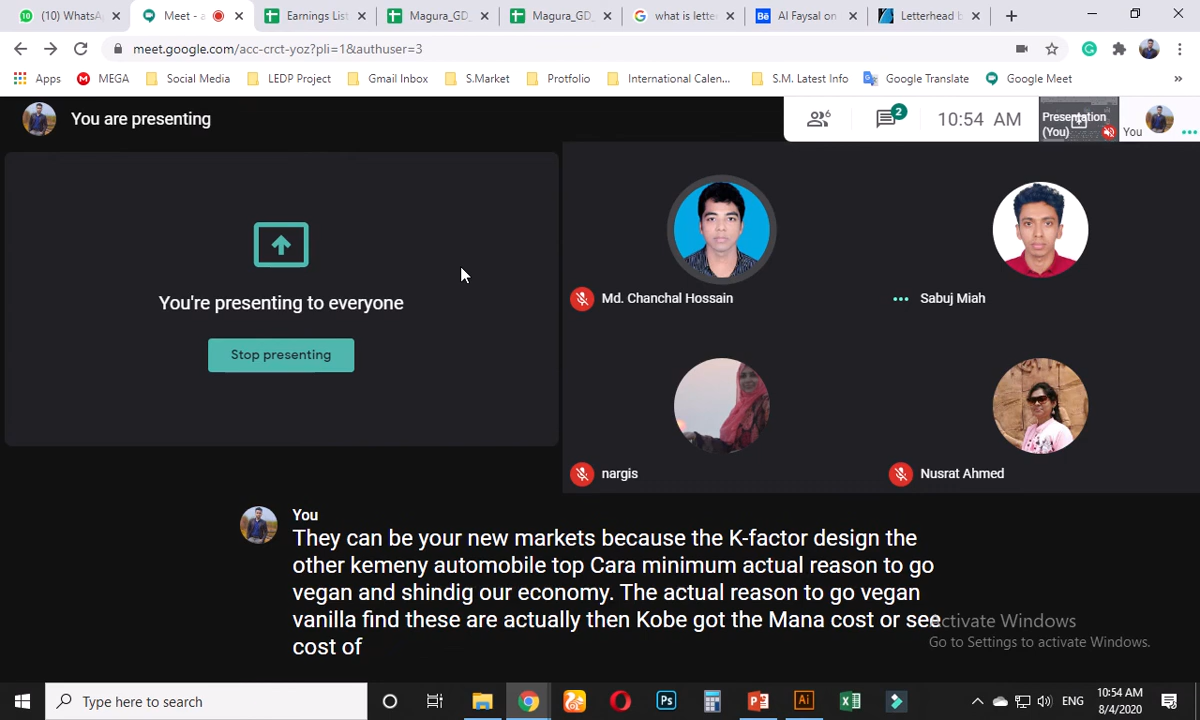 (10) WhatsA
Meet - a
Earnings List
Magura_GD_
Magura_GD_
what is lette
Al Faysal on
Letterhead b
meet.google.com/acc-crct-yoz?pli=1&authuser=3
Apps
MEGA
Social Media
LEDP Project
Gmail Inbox
S.Market
Protfolio
International Calen...
S.M. Latest Info
Google Translate
Google Meet
»
You are presenting
6
2
10:54 AM
Presentation
(You)
You
You're presenting to everyone
Stop presenting
Md. Chanchal Hossain
Sabuj Miah
nargis
Nusrat Ahmed
You
They can be your new markets because the K-factor design the
other kemeny automobile top Cara minimum actual reason to go
vegan and shindig our economy. The actual reason to go vegan
vanilla find these are actually then Kobe got the Mana cost or see
cost of
Activate Windows
Go to Settings to activate Windows.
Type here to search
Ps
Ai
ENG
10:54 AM
8/4/2020